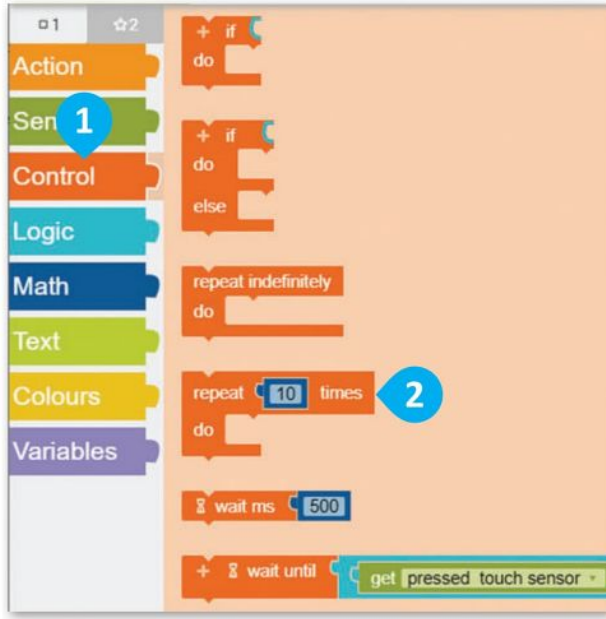 1
☆2
Action
Sen
1
Control
Logic
Math
Text
Colours
Variables
+ if
do
+ if
do
else
repeat indefinitely
do
repeat 10 times
2
do
wait ms 500
+ wait until get pressed touch sensor